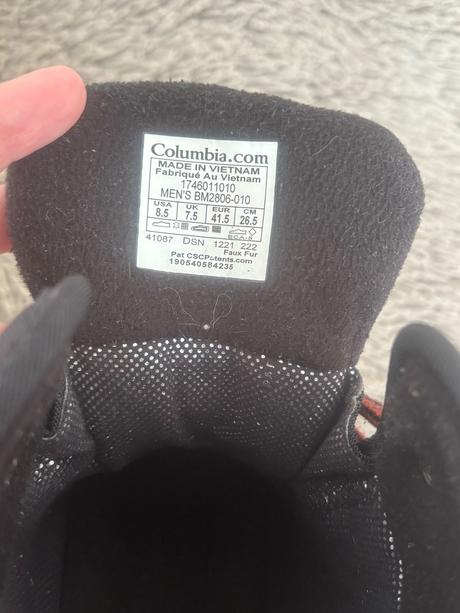 Columbia.com
MADE IN VIETNAM
Fabriqué Au Vietnam
1746011010
MEN'S BM2806-010
USA UK EUR CM
8.5 7.5 41.5 26.5
ECA-S
41087 DSN 1221 222
Faux Fur
Pat CSCPatents.com
190540584235